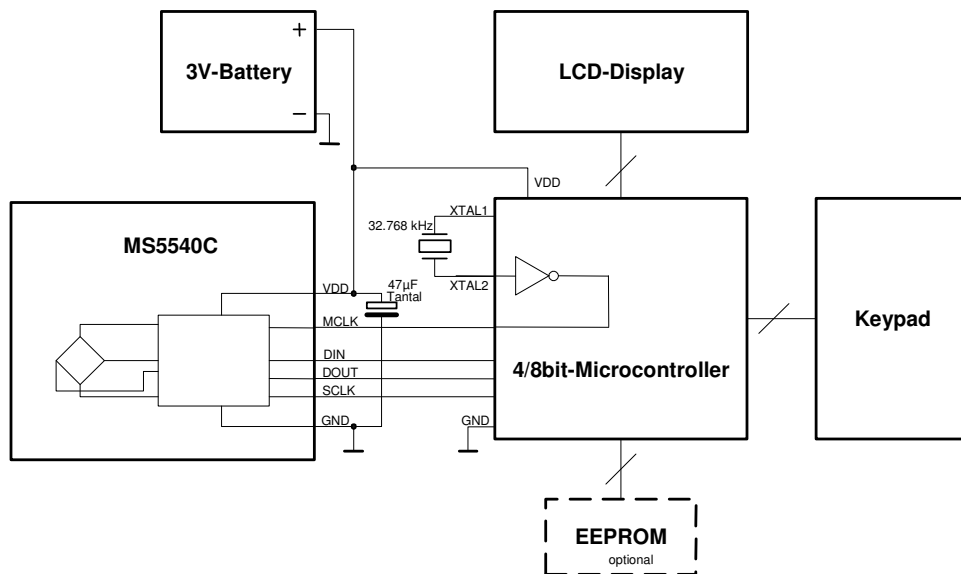 +
3V-Battery
−
LCD-Display
VDD
MS5540C
XTAL1
32.768 kHz
XTAL2
47µF
Tantal
VDD
MCLK
DIN
DOUT
SCLK
GND
GND
4/8bit-Microcontroller
Keypad
EEPROM
optional